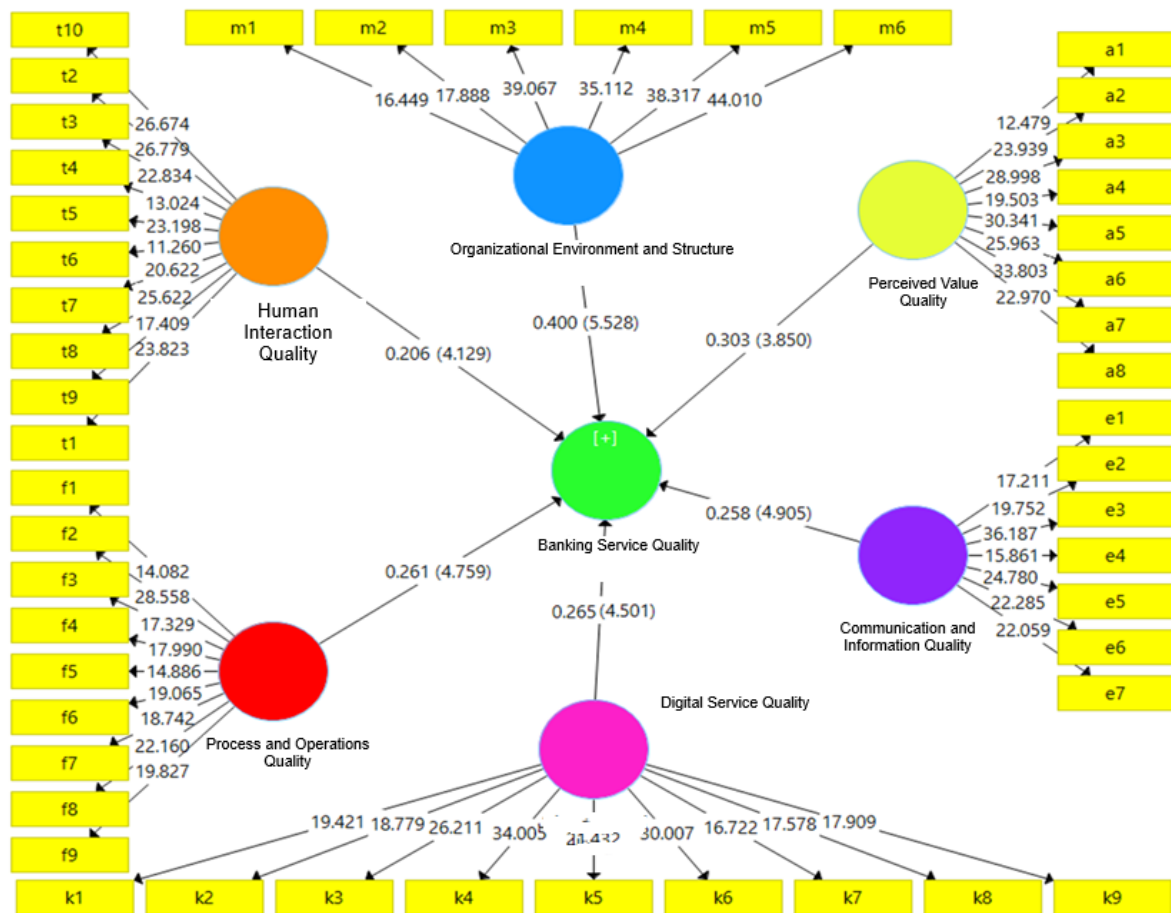 t10
t2
t3
t4
t5
t6
t7
t8
t9
t1
m1 m2 m3 m4 m5 m6
16.449 17.888 39.067 35.112 38.317 44.010
26.674
26.779
22.834
13.024
23.198
11.260
20.622
25.622
17.409
23.823
Human
Interaction
Quality
Organizational Environment and Structure
a1
a2
a3
a4
a5
a6
a7
a8
12.479
23.939
28.998
19.503
30.341
25.963
33.803
22.970
Perceived Value
Quality
0.206 (4.129)
0.400 (5.528)
0.303 (3.850)
[+]
Banking Service Quality
0.261 (4.759)
0.265 (4.501)
0.258 (4.905)
e1
e2
e3
e4
e5
e6
e7
17.211
19.752
36.187
15.861
24.780
22.285
22.059
Communication and
Information Quality
f1
f2
f3
f4
f5
f6
f7
f8
f9
14.082
28.558
17.329
17.990
14.886
19.065
18.742
22.160
19.827
Process and Operations
Quality
Digital Service Quality
19.421 18.779 26.211 34.005 30.007 16.722 17.578 17.909
k1 k2 k3 k4 k5 k6 k7 k8 k9